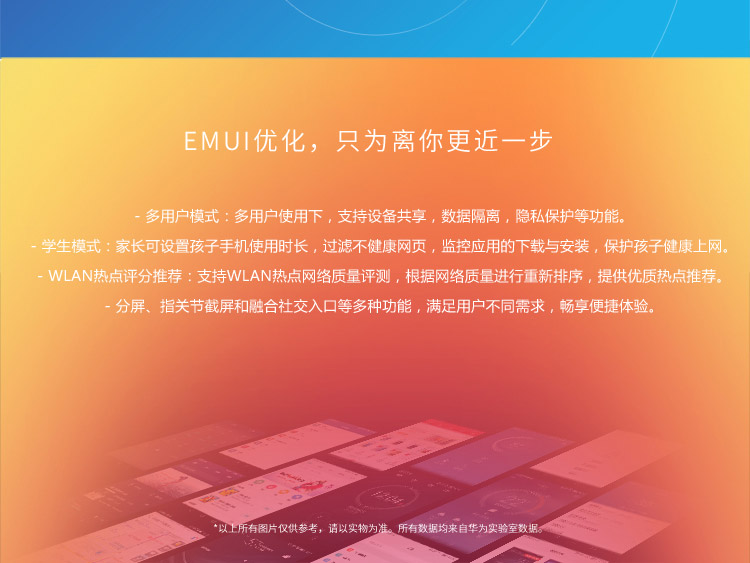 EMUI优化，只为离你更近一步
- 多用户模式：多用户使用下，支持设备共享，数据隔离，隐私保护等功能。
- 学生模式：家长可设置孩子手机使用时长，过滤不健康网页，监控应用的下载与安装，保护孩子健康上网。
- WLAN热点评分推荐：支持WLAN热点网络质量评测，根据网络质量进行重新排序，提供优质热点推荐。
- 分屏、指关节截屏和融合社交入口等多种功能，满足用户不同需求，畅享便捷体验。
*以上所有图片仅供参考，请以实物为准。所有数据均来自华为实验室数据。